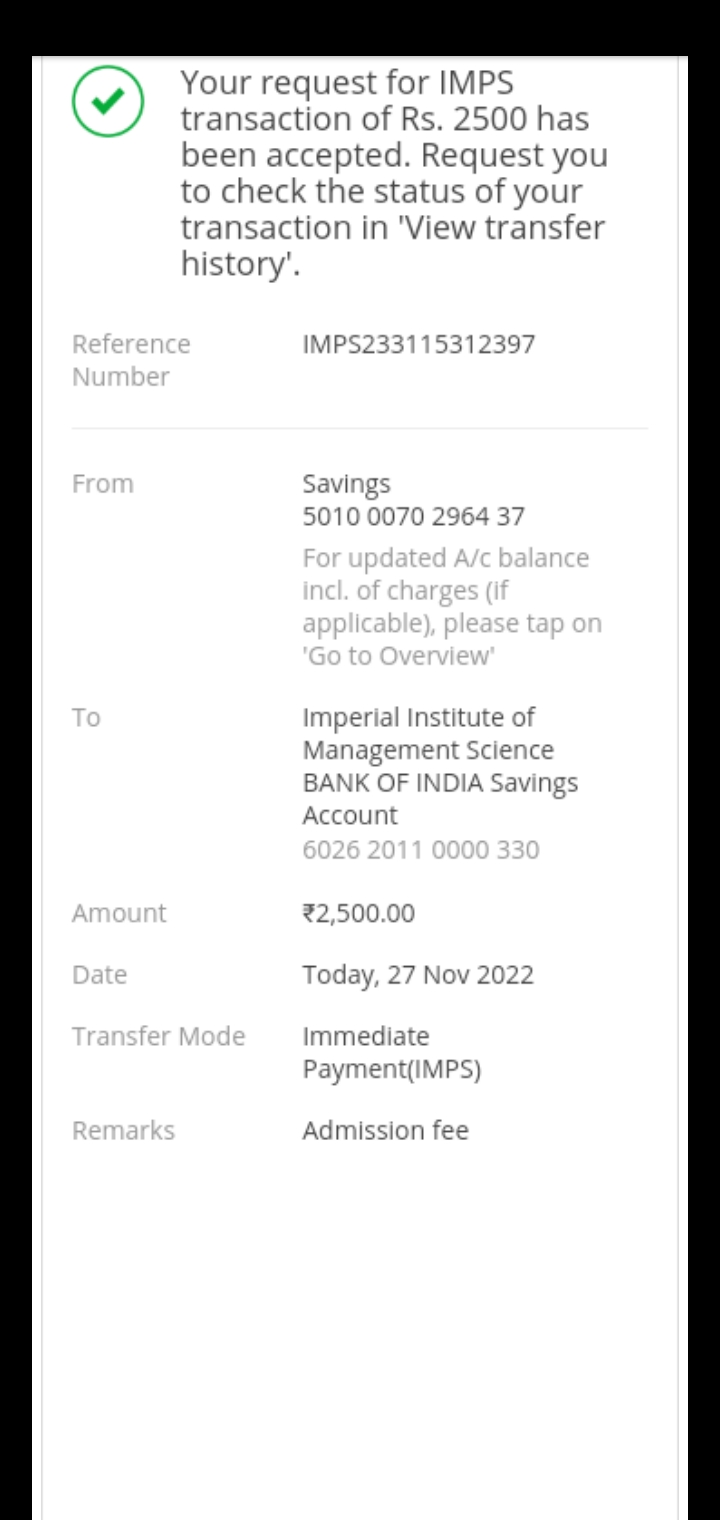 Your request for IMPS
transaction of Rs. 2500 has
been accepted. Request you
to check the status of your
transaction in 'View transfer
history'.
Reference
Number
IMPS233115312397
From
Savings
5010 0070 2964 37
For updated A/c balance
incl. of charges (if
applicable), please tap on
'Go to Overview'
To
Imperial Institute of
Management Science
BANK OF INDIA Savings
Account
6026 2011 0000 330
Amount
₹2,500.00
Date
Today, 27 Nov 2022
Transfer Mode
Immediate
Payment(IMPS)
Remarks
Admission fee